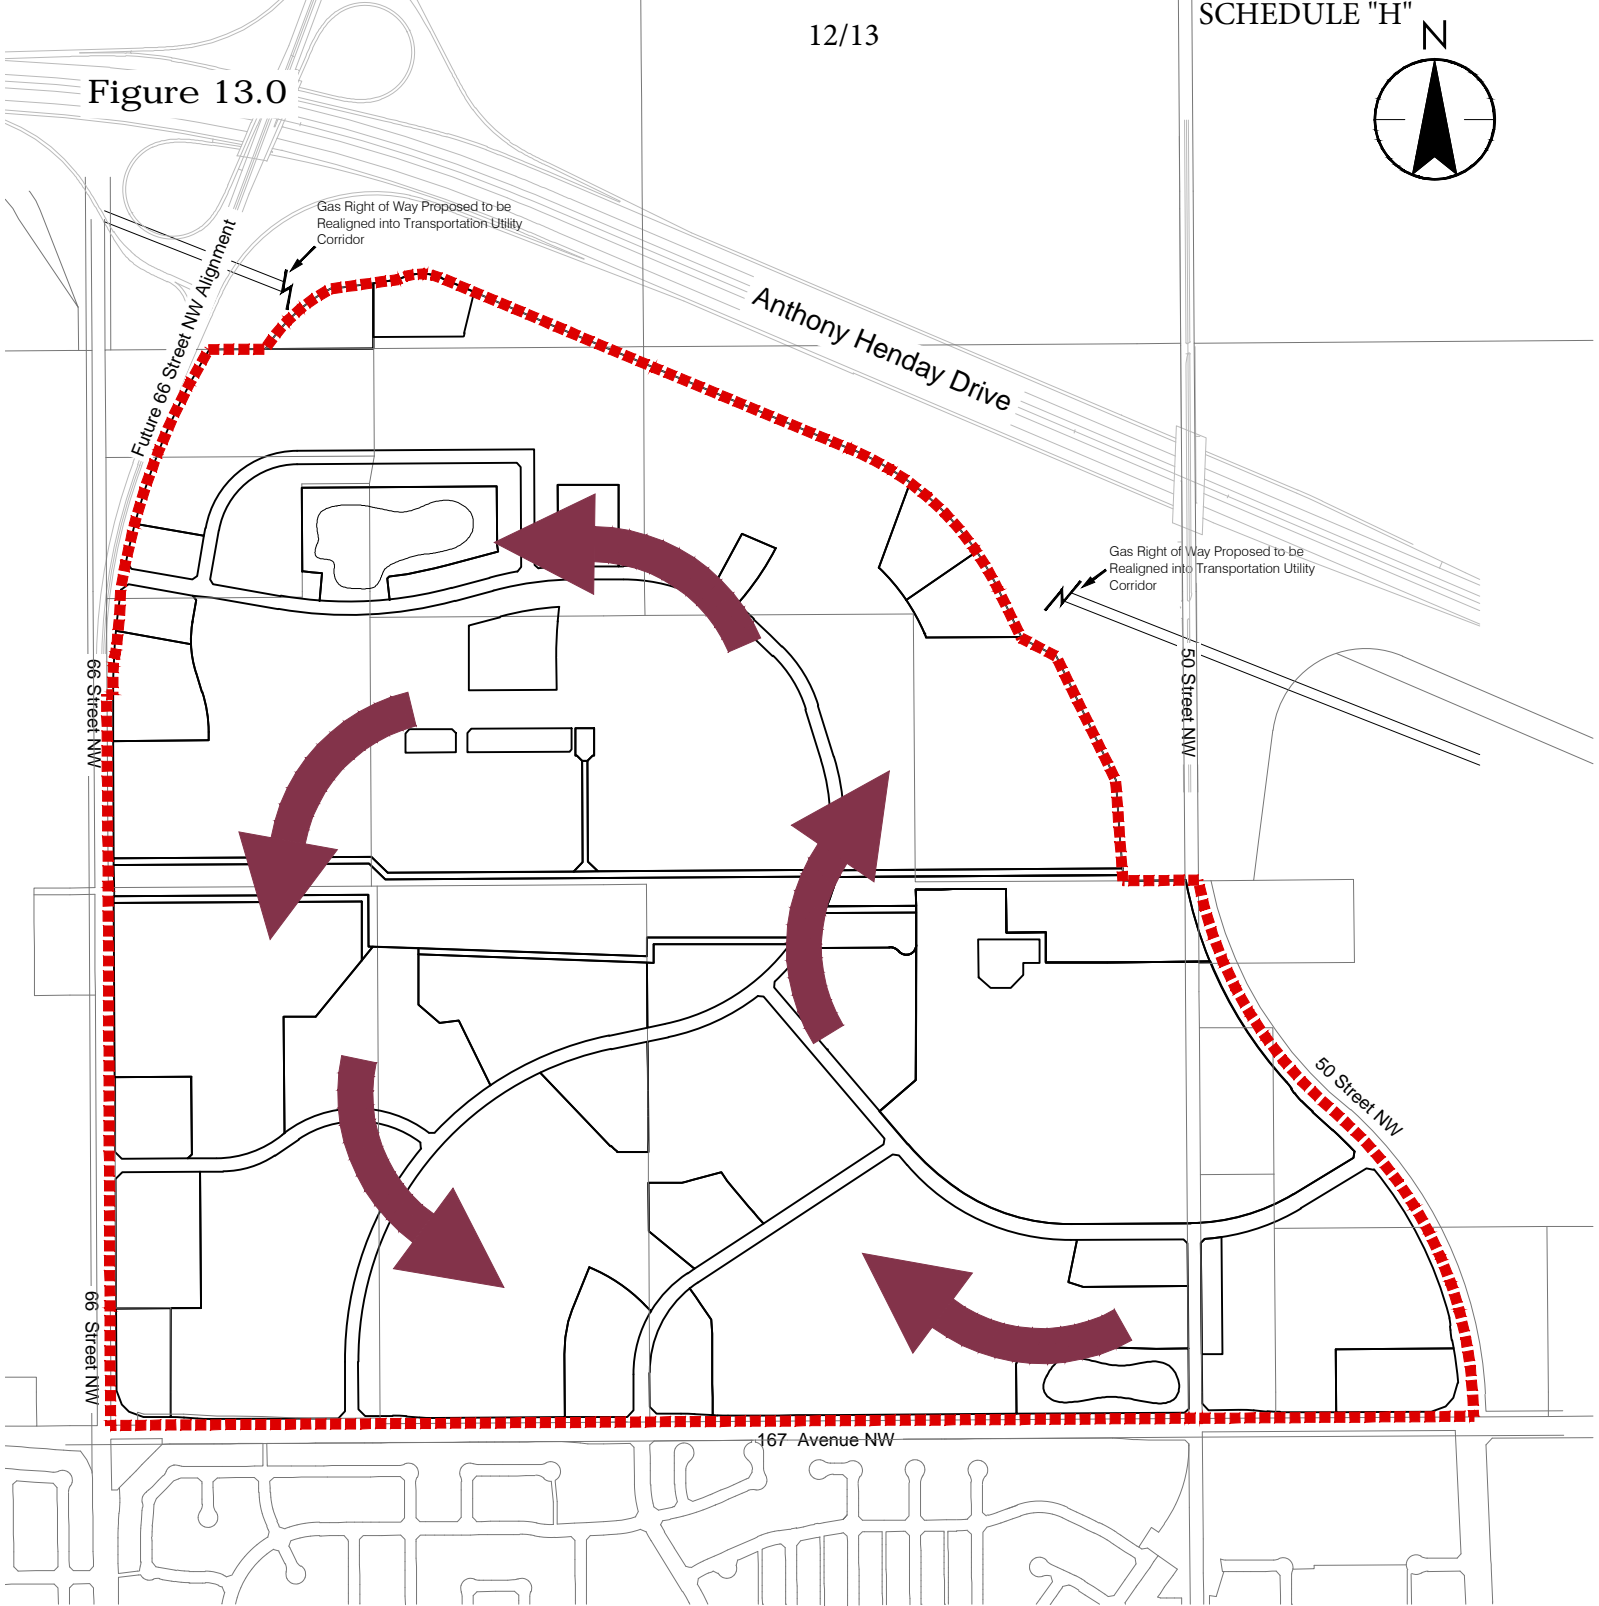 SCHEDULE "H"
12/13
N
Figure 13.0
Gas Right of Way Proposed to be
Realigned into Transportation Utility
Corridor
Future 66 Street NW Alignment
Anthony Henday Drive
Gas Right of Way Proposed to be
Realigned into Transportation Utility
Corridor
66 Street NW
50 Street NW
50 Street NW
66 Street NW
167 Avenue NW